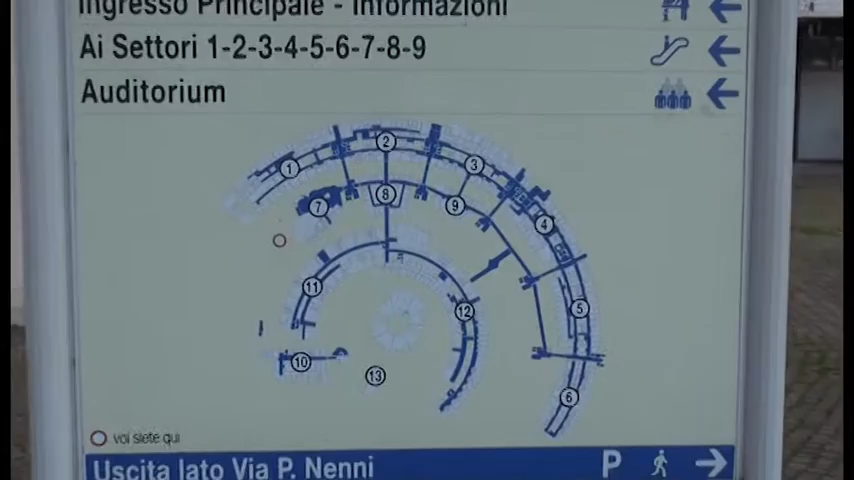 Ingresso Principale - Informazioni
Ai Settori 1-2-3-4-5-6-7-8-9
Auditorium
1
2
3
4
5
6
7
8
9
10
11
12
13
voi siete qui
Uscita lato Via P. Nenni P